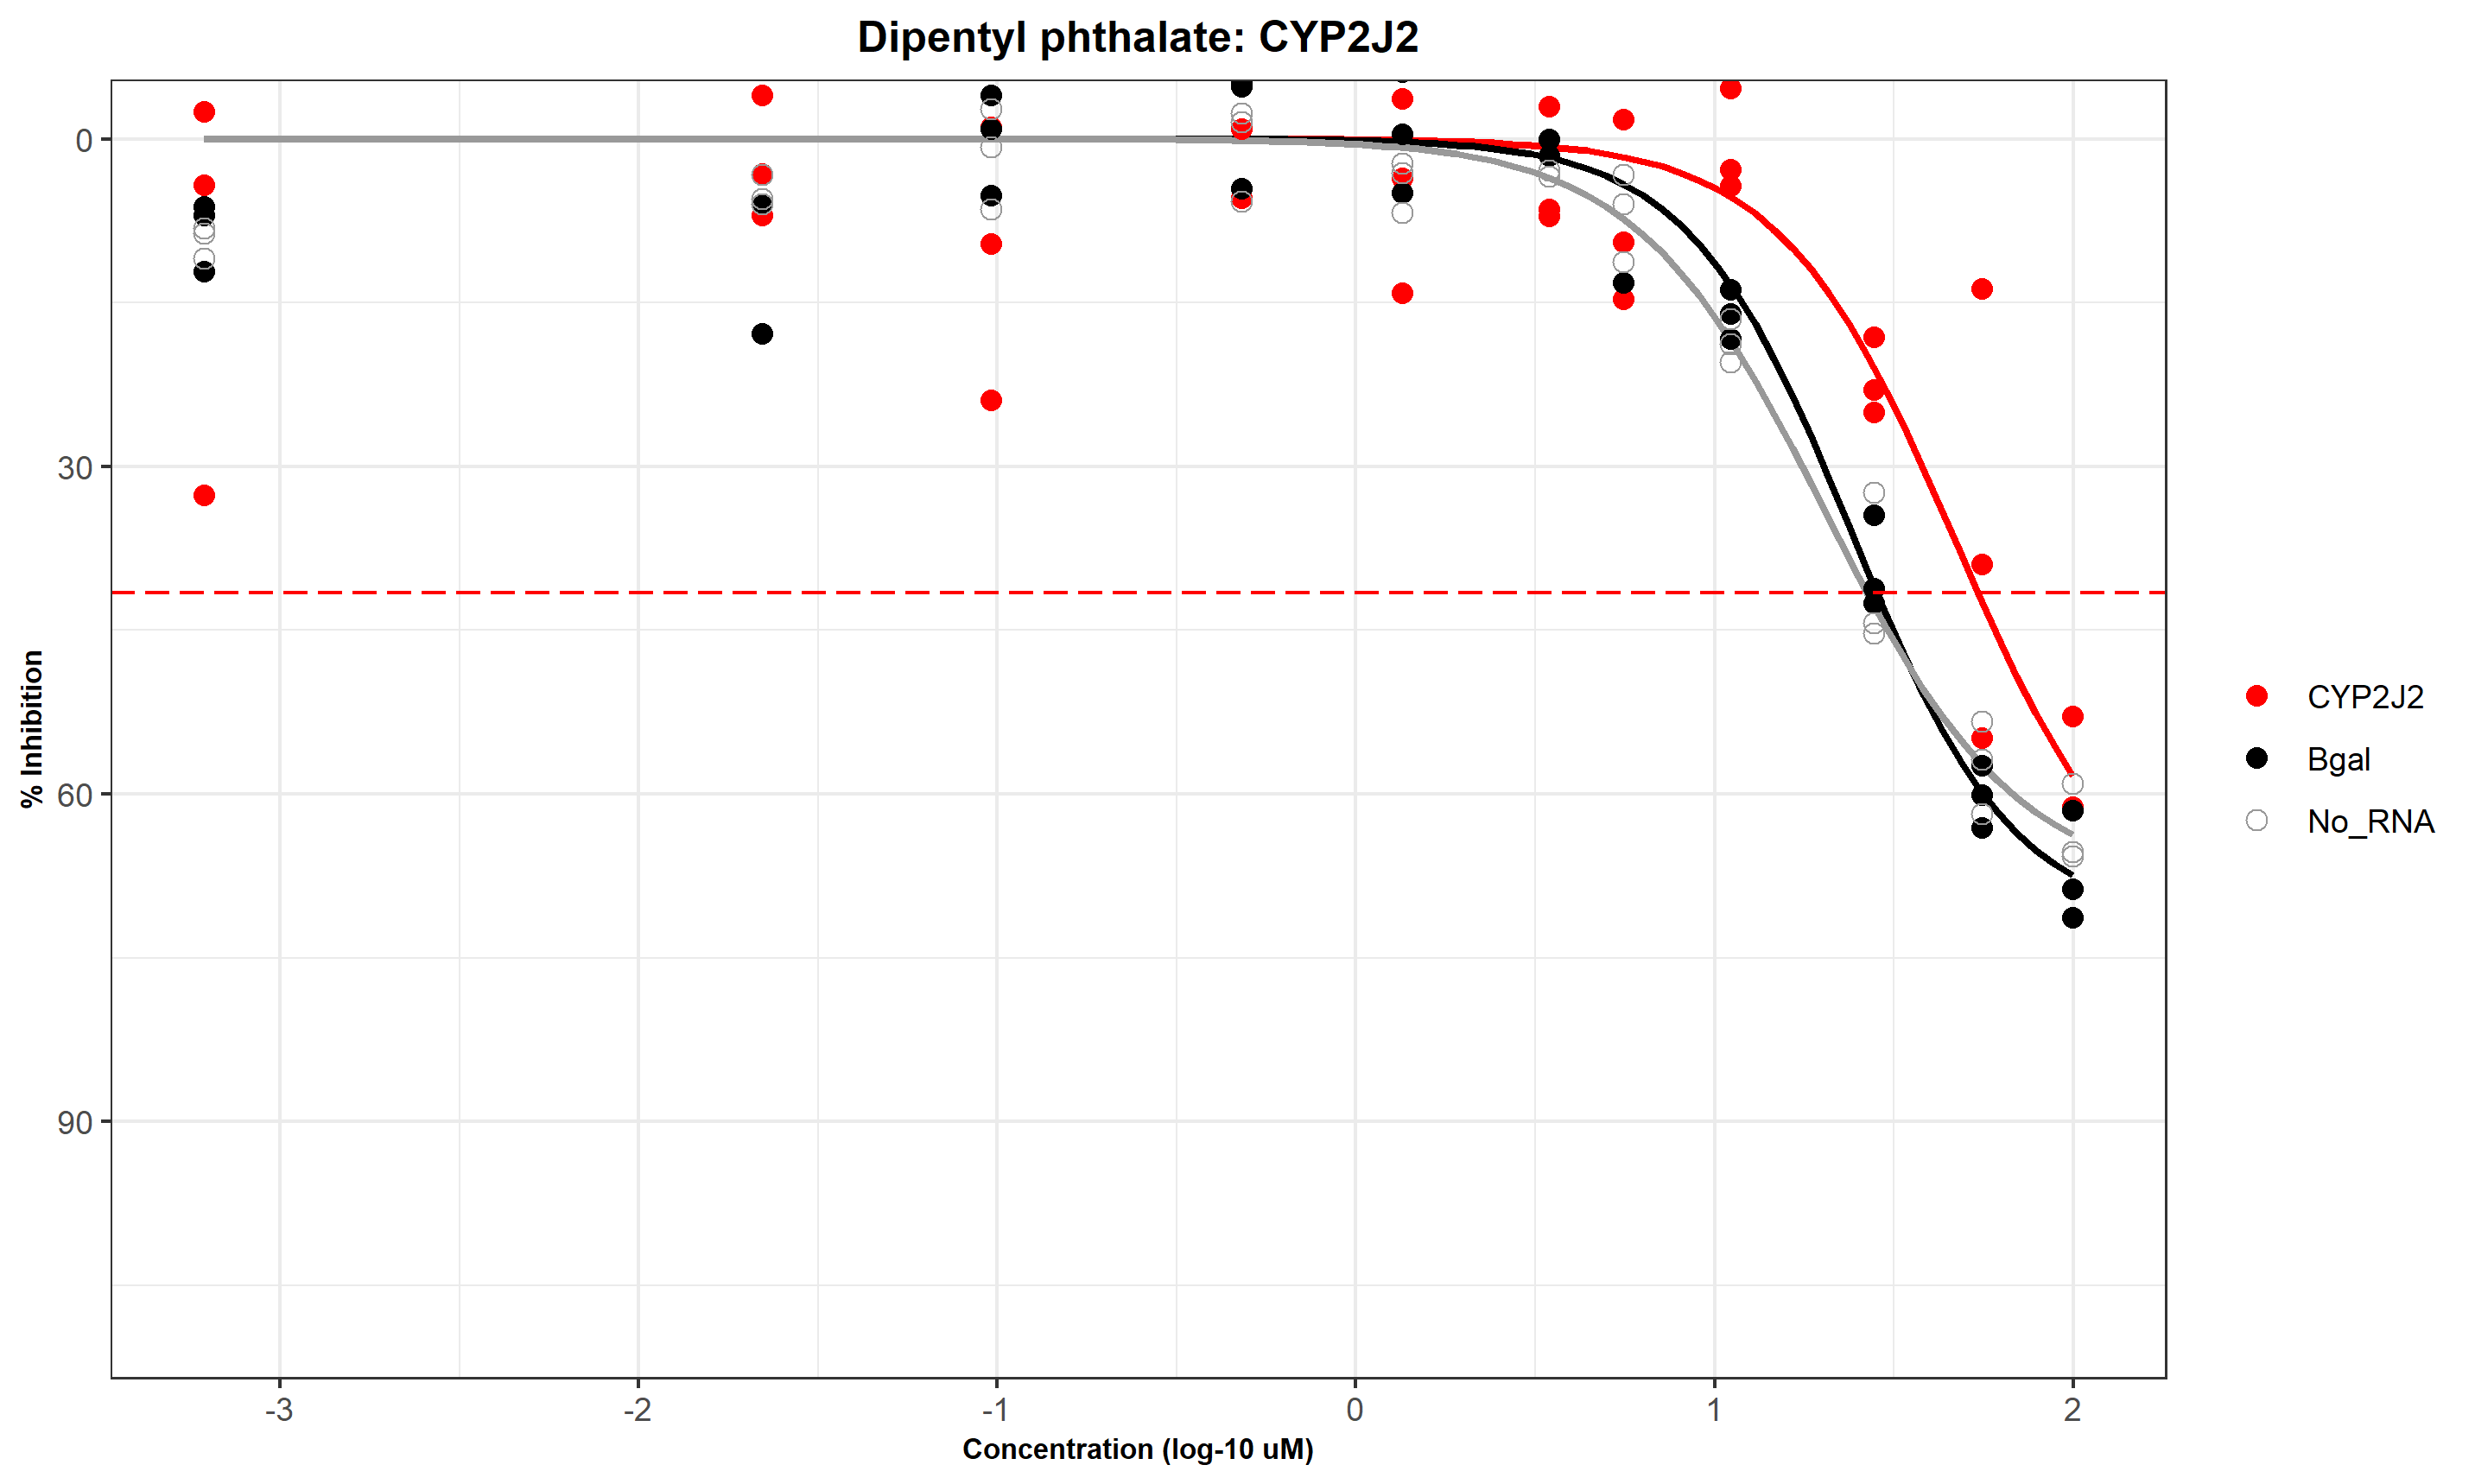 Dipentyl phthalate: CYP2J2
% Inhibition
0
30
60
90
-3
-2
-1
0
1
2
Concentration (log-10 uM)
CYP2J2
Bgal
No_RNA